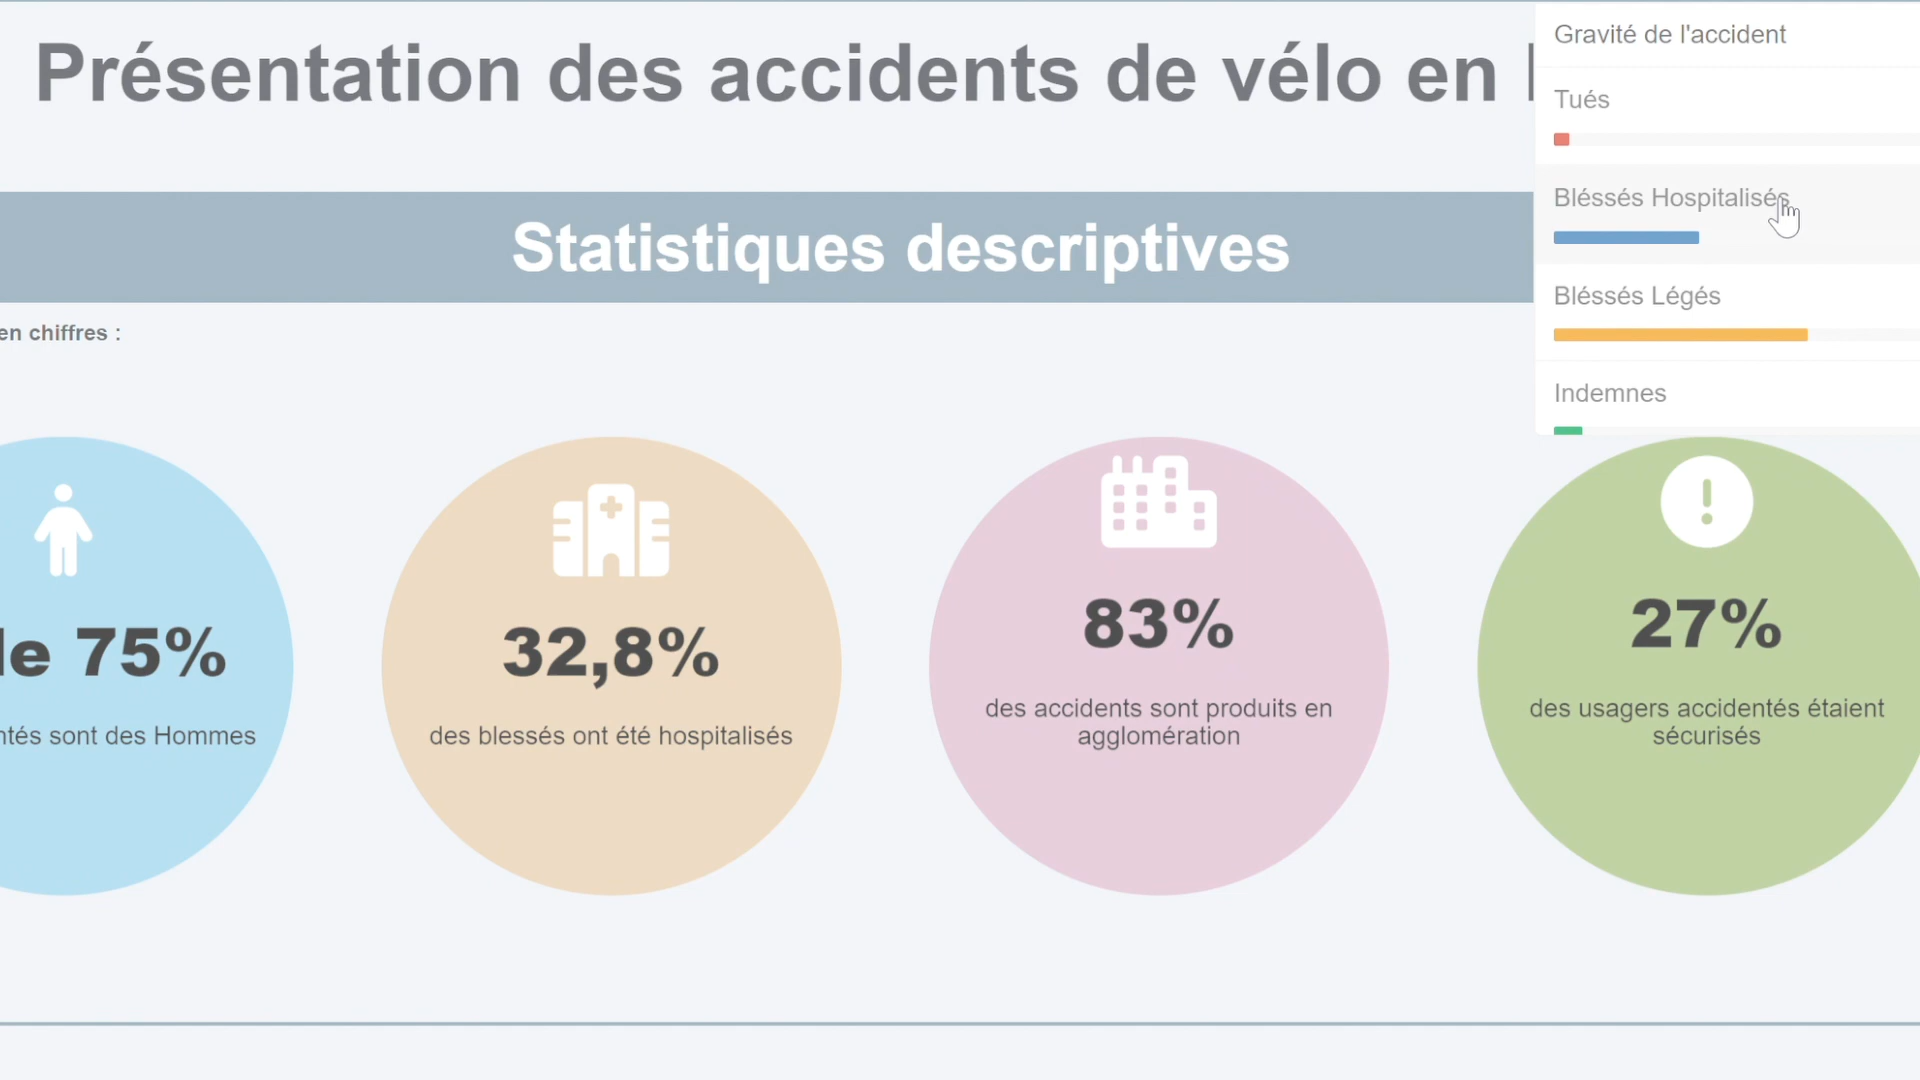 Présentation des accidents de vélo en
Gravité de l'accident
Tués
Bléssés Hospitalisés
Bléssés Légés
Indemnes
Statistiques descriptives
en chiffres :
de 75%
sont des Hommes
32,8%
des blessés ont été hospitalisés
83%
des accidents sont produits en
agglomération
27%
des usagers accidentés étaient
sécurisés